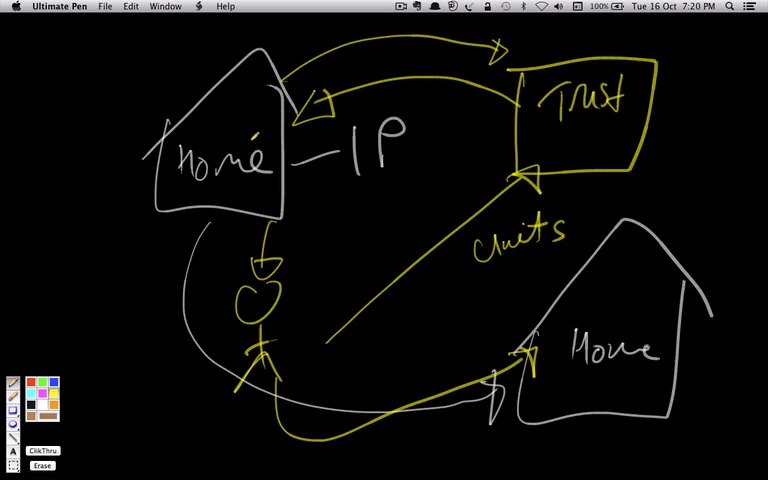 Ultimate Pen File Edit Window Help
100% Tue 16 Oct 7:20 PM
Trust
Home
IP
Units
Home
A
ClikThru
Erase